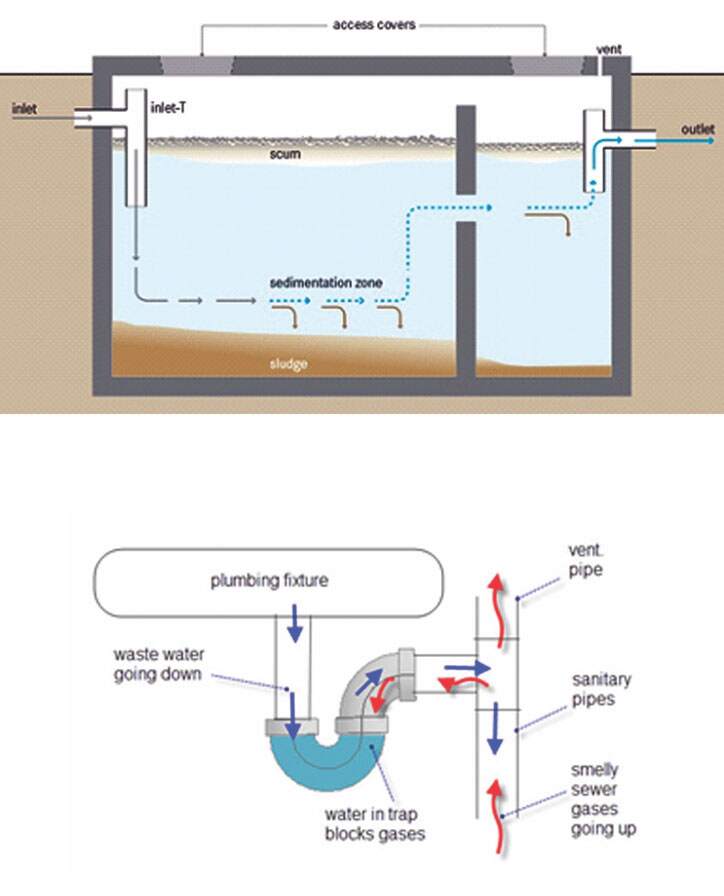 access covers
vent
inlet
inlet-T
outlet
scum
sedimentation zone
sludge
plumbing fixture
vent.
pipe
waste water
going down
sanitary
pipes
smelly
sewer
gases
going up
water in trap
blocks gases